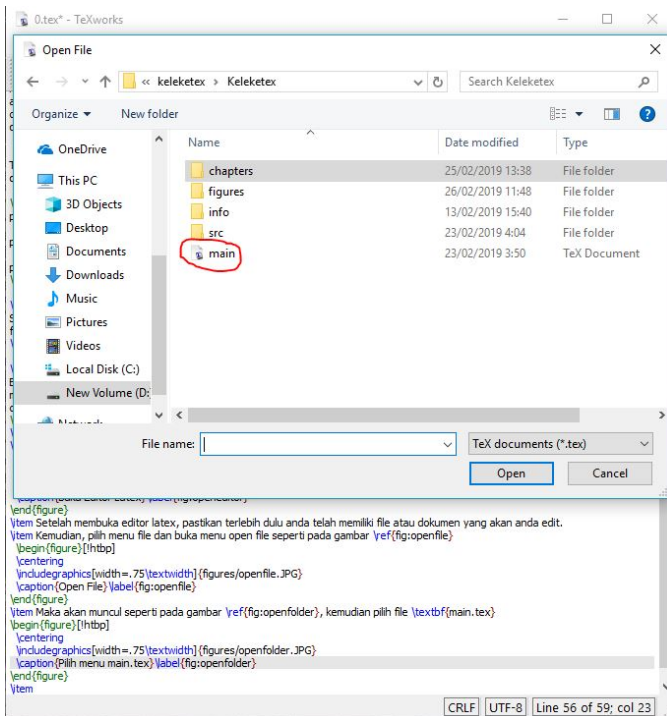 0.tex* - TeXworks
Open File
« keleketex › Keleketex
Search Keleketex
Organize
New folder
Name
Date modified
Type
OneDrive
This PC
3D Objects
Desktop
Documents
Downloads
Music
Pictures
Videos
Local Disk (C:)
New Volume (D:
chapters 25/02/2019 13:38 File folder
figures 26/02/2019 11:48 File folder
info 13/02/2019 15:40 File folder
src 23/02/2019 4:04 File folder
main 23/02/2019 3:50 TeX Document
File name:
TeX documents (*.tex)
Open
Cancel
\end{figure}
\item Setelah membuka editor latex, pastikan terlebih dulu anda telah memiliki file atau dokumen yang akan anda edit.
\item Kemudian, pilih menu file dan buka menu open file seperti pada gambar \ref{fig:openfile}
\begin{figure}[!htbp]
\centering
\includegraphics[width=.75\textwidth]{figures/openfile.JPG}
\caption{Open File}\label{fig:openfile}
\end{figure}
\item Maka akan muncul seperti pada gambar \ref{fig:openfolder}, kemudian pilih file \textbf{main.tex}
\begin{figure}[!htbp]
\centering
\includegraphics[width=.75\textwidth]{figures/openfolder.JPG}
\caption{Pilih menu main.tex}\label{fig:openfolder}
\end{figure}
\item
CRLF UTF-8 Line 56 of 59; col 23